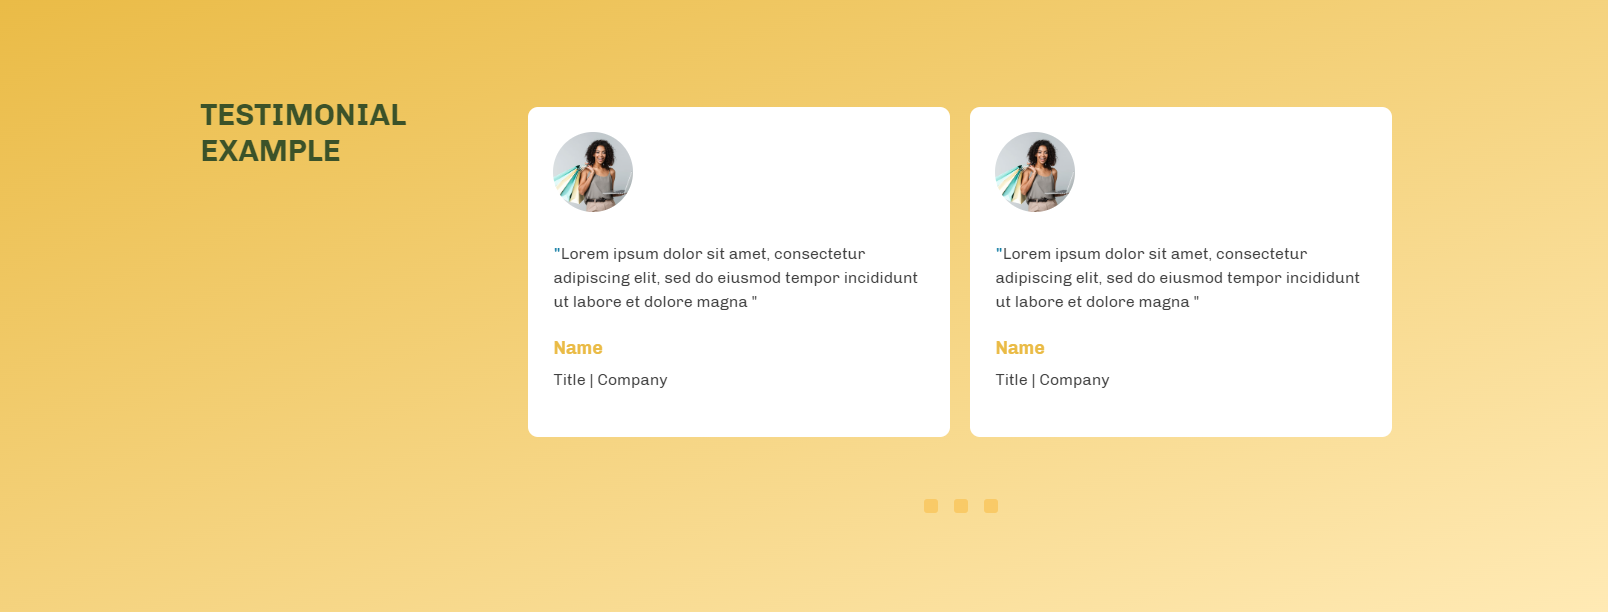 TESTIMONIAL
EXAMPLE
"Lorem ipsum dolor sit amet, consectetur
adipiscing elit, sed do eiusmod tempor incididunt
ut labore et dolore magna "
Name
Title | Company
"Lorem ipsum dolor sit amet, consectetur
adipiscing elit, sed do eiusmod tempor incididunt
ut labore et dolore magna "
Name
Title | Company